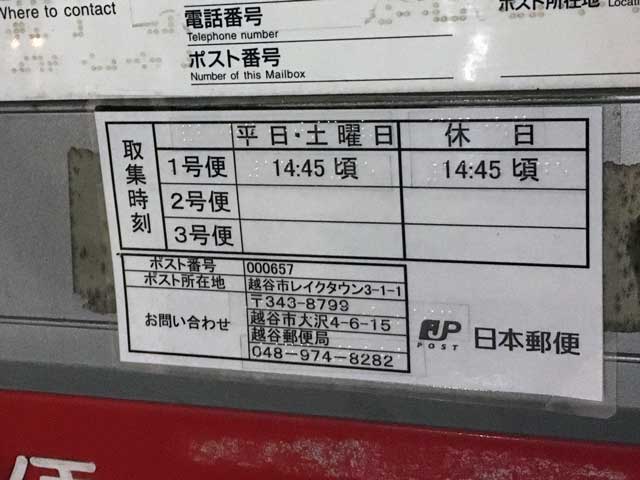 Where to contact
電話番号
Telephone number
ポスト番号
Number of this Mailbox
ポスト所在地
取集時刻
平日・土曜日 休日
1号便 14:45 頃 14:45 頃
2号便
3号便
ポスト番号 000657
ポスト所在地 越谷市レイクタウン3-1-1
お問い合わせ
〒343-8799
越谷市大沢4-6-15
越谷郵便局
048-974-8282
JP
POST
日本郵便
便